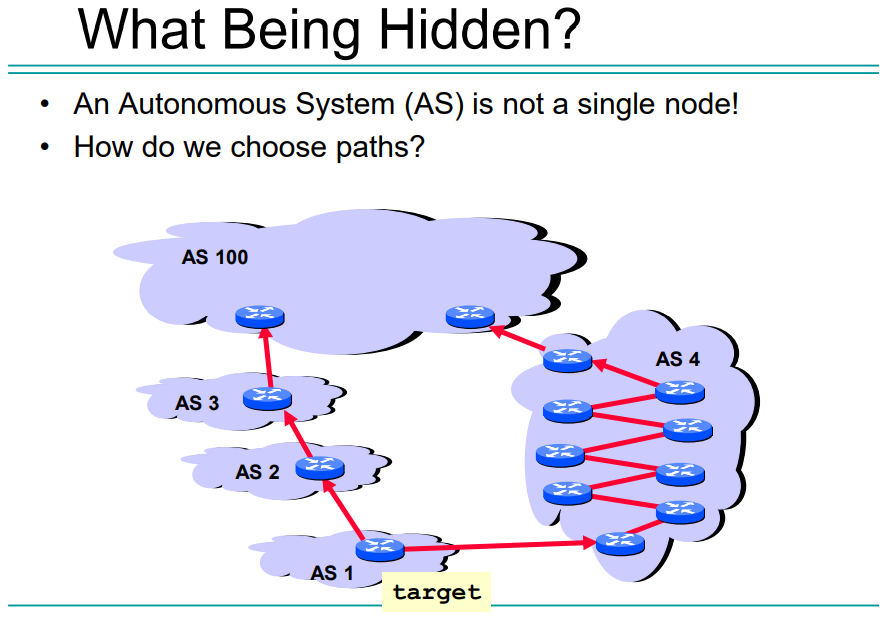 What Being Hidden?
• An Autonomous System (AS) is not a single node!
• How do we choose paths?
AS 100
AS 4
AS 3
AS 2
AS 1
target